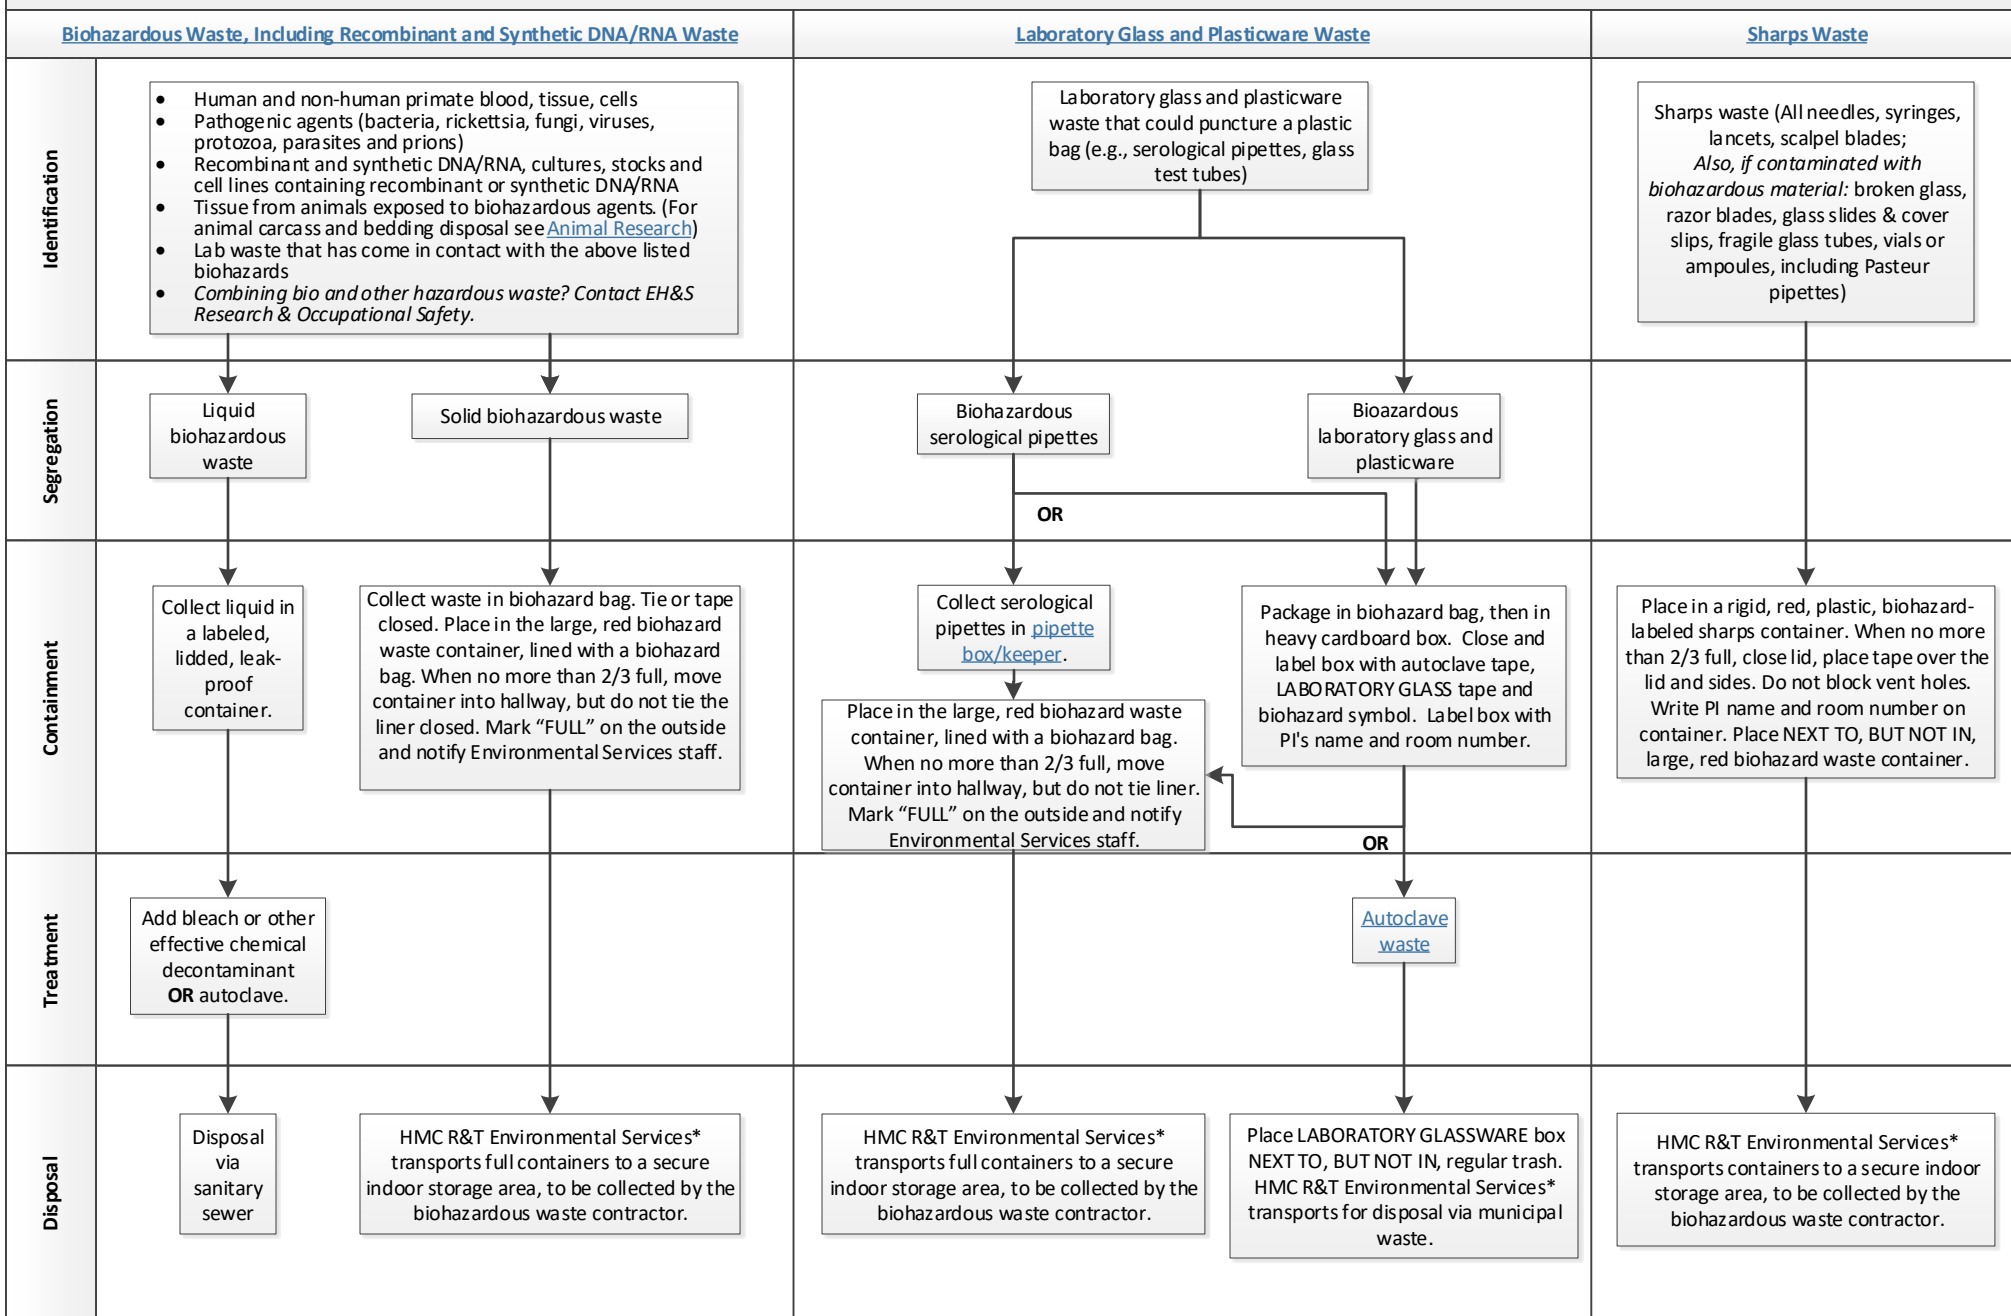 Biohazardous Waste, Including Recombinant and Synthetic DNA/RNA Waste
Laboratory Glass and Plasticware Waste
Sharps Waste
Identification
• Human and non-human primate blood, tissue, cells
• Pathogenic agents (bacteria, rickettsia, fungi, viruses,
protozoa, parasites and prions)
• Recombinant and synthetic DNA/RNA, cultures, stocks and
cell lines containing recombinant or synthetic DNA/RNA
• Tissue from animals exposed to biohazardous agents. (For
animal carcass and bedding disposal see Animal Research)
• Lab waste that has come in contact with the above listed
biohazards
• Combining bio and other hazardous waste? Contact EH&S
Research & Occupational Safety.
Laboratory glass and plasticware
waste that could puncture a plastic
bag (e.g., serological pipettes, glass
test tubes)
Sharps waste (All needles, syringes,
lancets, scalpel blades;
Also, if contaminated with
biohazardous material: broken glass,
razor blades, glass slides & cover
slips, fragile glass tubes, vials or
ampoules, including Pasteur
pipettes)
Segregation
Liquid
biohazardous
waste
Solid biohazardous waste
Biohazardous
serological pipettes
Bioazardous
laboratory glass and
plasticware
OR
Containment
Collect liquid in
a labeled,
lidded, leak-
proof
container.
Collect waste in biohazard bag. Tie or tape
closed. Place in the large, red biohazard
waste container, lined with a biohazard
bag. When no more than 2/3 full, move
container into hallway, but do not tie the
liner closed. Mark “FULL” on the outside
and notify Environmental Services staff.
Collect serological
pipettes in pipette
box/keeper.
Place in the large, red biohazard waste
container, lined with a biohazard bag.
When no more than 2/3 full, move
container into hallway, but do not tie liner.
Mark “FULL” on the outside and notify
Environmental Services staff.
Package in biohazard bag, then in
heavy cardboard box. Close and
label box with autoclave tape,
LABORATORY GLASS tape and
biohazard symbol. Label box with
PI's name and room number.
OR
Place in a rigid, red, plastic, biohazard-
labeled sharps container. When no more
than 2/3 full, close lid, place tape over the
lid and sides. Do not block vent holes.
Write PI name and room number on
container. Place NEXT TO, BUT NOT IN,
large, red biohazard waste container.
Treatment
Add bleach or other
effective chemical
decontaminant
OR autoclave.
Autoclave
waste
Disposal
Disposal
via
sanitary
sewer
HMC R&T Environmental Services*
transports full containers to a secure
indoor storage area, to be collected by the
biohazardous waste contractor.
HMC R&T Environmental Services*
transports full containers to a secure
indoor storage area, to be collected by the
biohazardous waste contractor.
Place LABORATORY GLASSWARE box
NEXT TO, BUT NOT IN, regular trash.
HMC R&T Environmental Services*
transports for disposal via municipal
waste.
HMC R&T Environmental Services*
transports containers to a secure indoor
storage area, to be collected by the
biohazardous waste contractor.